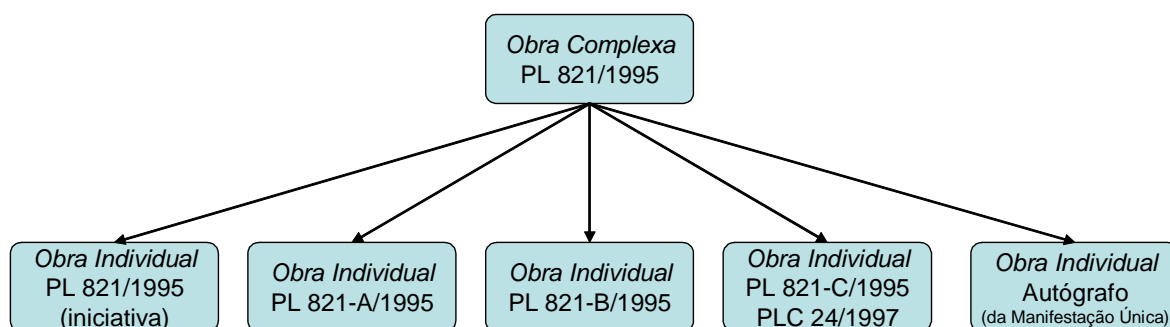 Obra Complexa
PL 821/1995
Obra Individual
PL 821/1995
(iniciativa)
Obra Individual
PL 821-A/1995
Obra Individual
PL 821-B/1995
Obra Individual
PL 821-C/1995
PLC 24/1997
Obra Individual
Autógrafo
(da Manifestação Única)